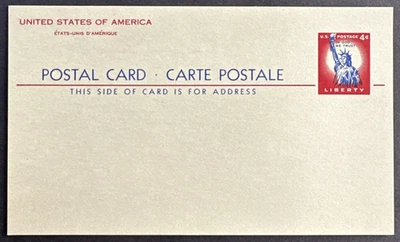 UNITED STATES OF AMERICA
ÉTATS-UNIS D'AMÉRIQUE
U.S. POSTAGE 4¢
IN GOD WE TRUST
LIBERTY
POSTAL CARD · CARTE POSTALE
THIS SIDE OF CARD IS FOR ADDRESS